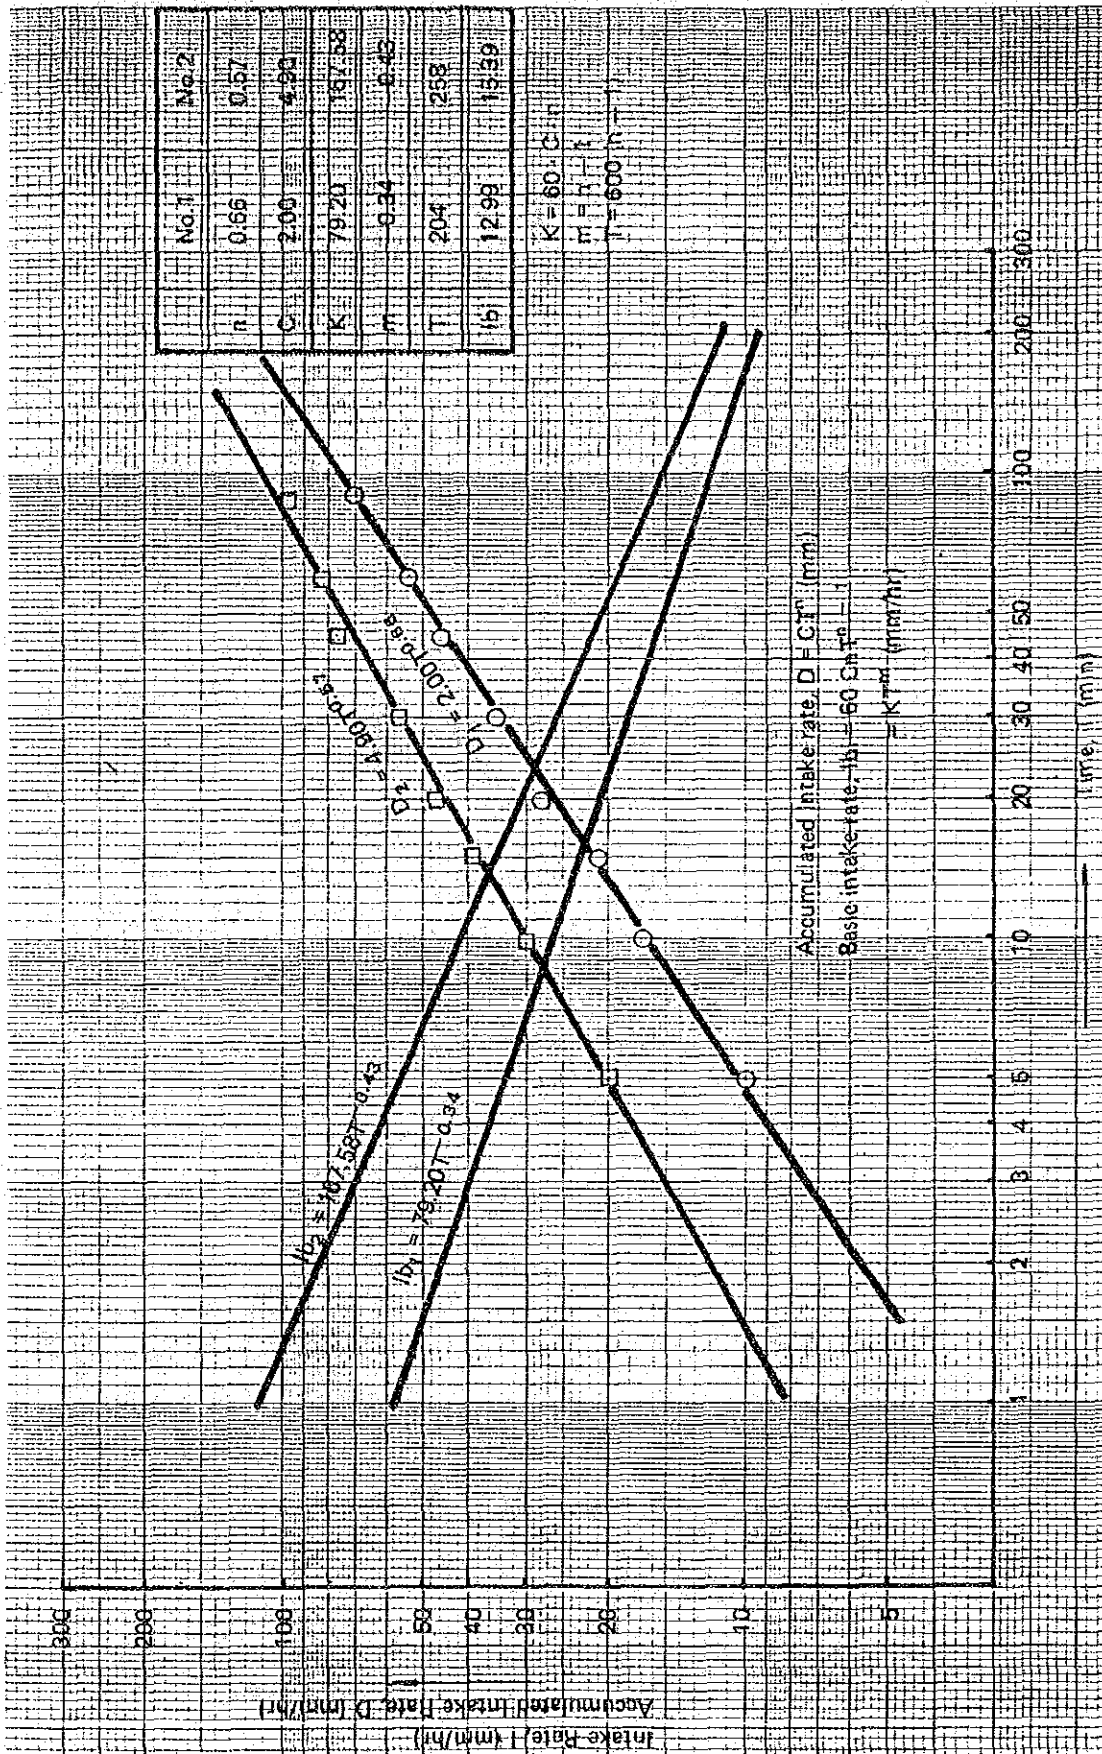 No.1 No.2
n 0.66 0.57
C 2.00 4.90
K 79.20 167.58
m -0.34 -0.43
T 204 258
Ib 12.99 15.39
K = 60 · C · n
m = n - 1
T = 600 (n - 1)
D2 = 4.90T0.57
D1 = 2.00T0.66
Ib2 = 167.58T-0.43
Ib1 = 79.20T-0.34
Accumulated Intake rate, D = CTn (mm)
Basic intake rate, Ib = 60 CnTn - 1
= KTm (mm/hr)
300
200
100
50
40
30
20
10
5
Intake Rate, I (mm/hr)
Accumulated Intake Rate, D (mm/hr)
1 2 3 4 5 10 20 30 40 50 100 200 300
Time, (min)